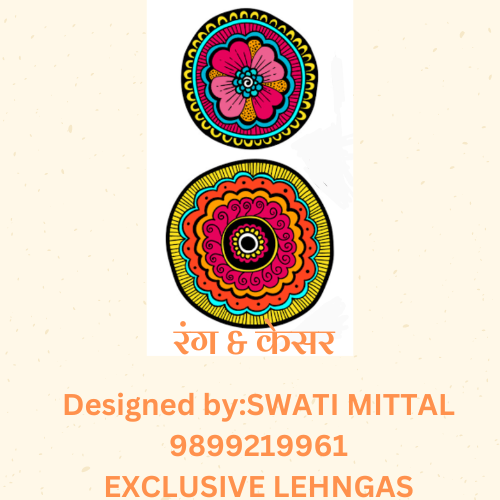 रंग & केसर
Designed by:SWATI MITTAL
9899219961
EXCLUSIVE LEHNGAS